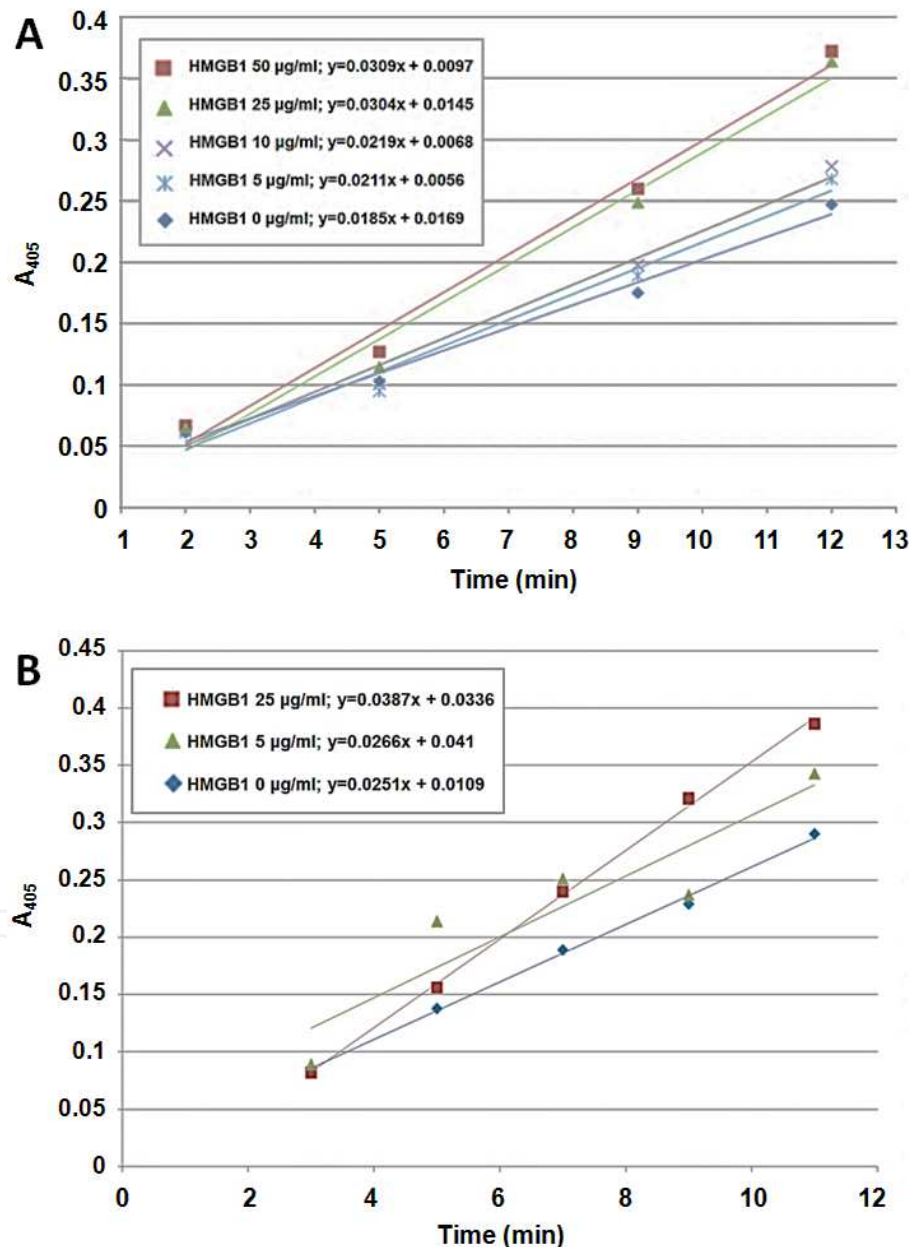 A
0.4
0.35
0.3
0.25
0.2
0.15
0.1
0.05
0
A405
HMGB1 50 µg/ml; y=0.0309x + 0.0097
HMGB1 25 µg/ml; y=0.0304x + 0.0145
HMGB1 10 µg/ml; y=0.0219x + 0.0068
HMGB1 5 µg/ml; y=0.0211x + 0.0056
HMGB1 0 µg/ml; y=0.0185x + 0.0169
1 2 3 4 5 6 7 8 9 10 11 12 13
Time (min)
B
0.45
0.4
0.35
0.3
0.25
0.2
0.15
0.1
0.05
0
A405
HMGB1 25 µg/ml; y=0.0387x + 0.0336
HMGB1 5 µg/ml; y=0.0266x + 0.041
HMGB1 0 µg/ml; y=0.0251x + 0.0109
0 2 4 6 8 10 12
Time (min)